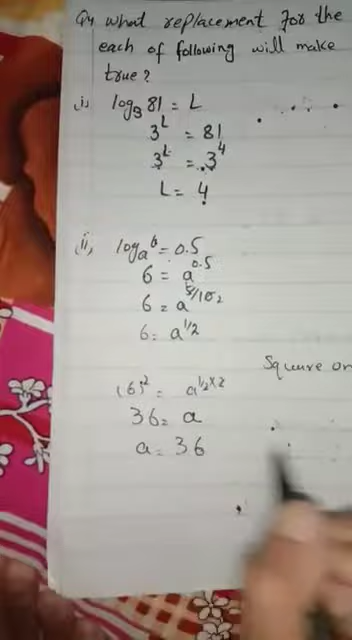 Q4 what replacement for the
each of following will make
true?
(i) log₃ 81 = L
3^L = 81
3^L = 3^4
L = 4
(ii) logₐ6 = 0.5
6 = a^0.5
6 = a^5/10 2
6 = a^1/2
Square on
(6)² = a^1/2×2
36 = a
a = 36